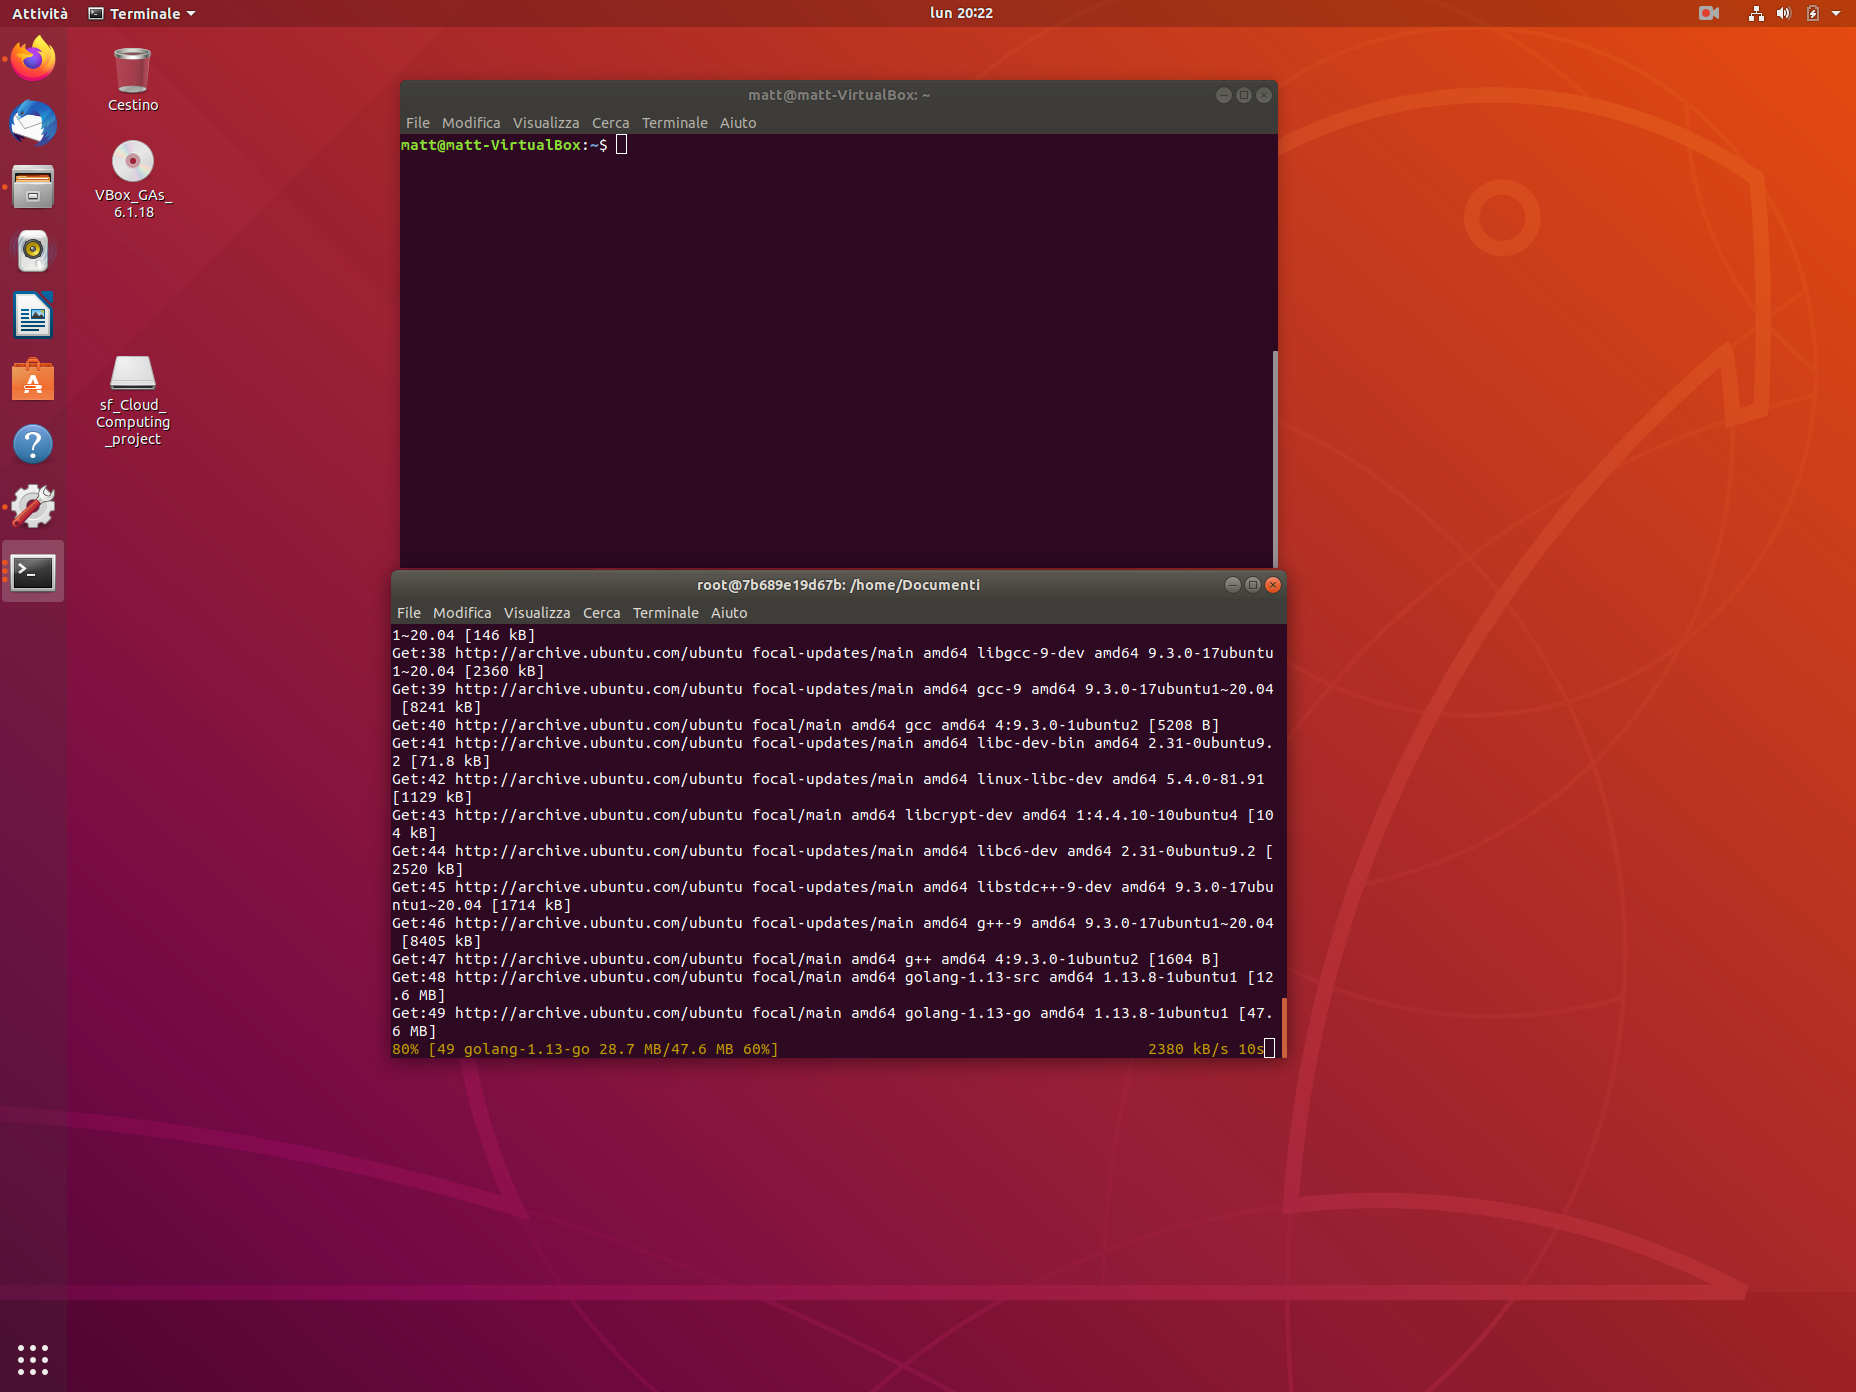 Attività Terminale lun 20:22
Cestino
VBox_GAs_
6.1.18
sf_Cloud_
Computing
_project
matt@matt-VirtualBox: ~
File Modifica Visualizza Cerca Terminale Aiuto
matt@matt-VirtualBox:~$
root@7b689e19d67b: /home/Documenti
File Modifica Visualizza Cerca Terminale Aiuto
1~20.04 [146 kB]
Get:38 http://archive.ubuntu.com/ubuntu focal-updates/main amd64 libgcc-9-dev amd64 9.3.0-17ubuntu
1~20.04 [2360 kB]
Get:39 http://archive.ubuntu.com/ubuntu focal-updates/main amd64 gcc-9 amd64 9.3.0-17ubuntu1~20.04
[8241 kB]
Get:40 http://archive.ubuntu.com/ubuntu focal/main amd64 gcc amd64 4:9.3.0-1ubuntu2 [5208 B]
Get:41 http://archive.ubuntu.com/ubuntu focal-updates/main amd64 libc-dev-bin amd64 2.31-0ubuntu9.
2 [71.8 kB]
Get:42 http://archive.ubuntu.com/ubuntu focal-updates/main amd64 linux-libc-dev amd64 5.4.0-81.91
[1129 kB]
Get:43 http://archive.ubuntu.com/ubuntu focal/main amd64 libcrypt-dev amd64 1:4.4.10-10ubuntu4 [10
4 kB]
Get:44 http://archive.ubuntu.com/ubuntu focal-updates/main amd64 libc6-dev amd64 2.31-0ubuntu9.2 [
2520 kB]
Get:45 http://archive.ubuntu.com/ubuntu focal-updates/main amd64 libstdc++-9-dev amd64 9.3.0-17ubu
ntu1~20.04 [1714 kB]
Get:46 http://archive.ubuntu.com/ubuntu focal-updates/main amd64 g++-9 amd64 9.3.0-17ubuntu1~20.04
[8405 kB]
Get:47 http://archive.ubuntu.com/ubuntu focal/main amd64 g++ amd64 4:9.3.0-1ubuntu2 [1604 B]
Get:48 http://archive.ubuntu.com/ubuntu focal/main amd64 golang-1.13-src amd64 1.13.8-1ubuntu1 [12
.6 MB]
Get:49 http://archive.ubuntu.com/ubuntu focal/main amd64 golang-1.13-go amd64 1.13.8-1ubuntu1 [47.
6 MB]
80% [49 golang-1.13-go 28.7 MB/47.6 MB 60%] 2380 kB/s 10s